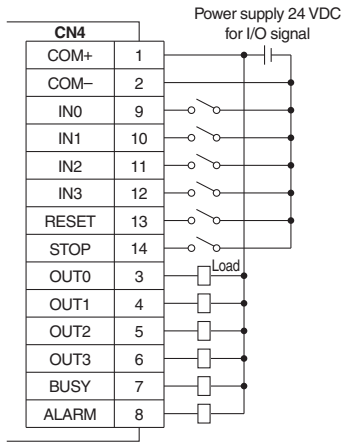 Power supply 24 VDC
for I/O signal
CN4
COM+ 1
COM– 2
IN0 9
IN1 10
IN2 11
IN3 12
RESET 13
STOP 14
OUT0 3 Load
OUT1 4
OUT2 5
OUT3 6
BUSY 7
ALARM 8